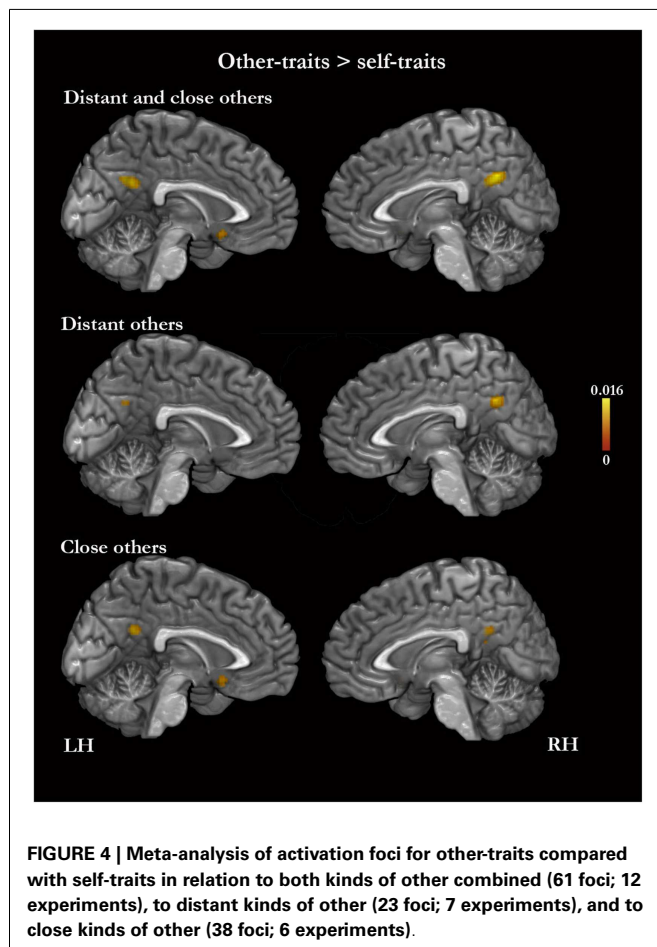 Other-traits > self-traits
Distant and close others
Distant others
0.016
0
Close others
LH
RH
FIGURE 4 | Meta-analysis of activation foci for other-traits compared
with self-traits in relation to both kinds of other combined (61 foci; 12
experiments), to distant kinds of other (23 foci; 7 experiments), and to
close kinds of other (38 foci; 6 experiments).